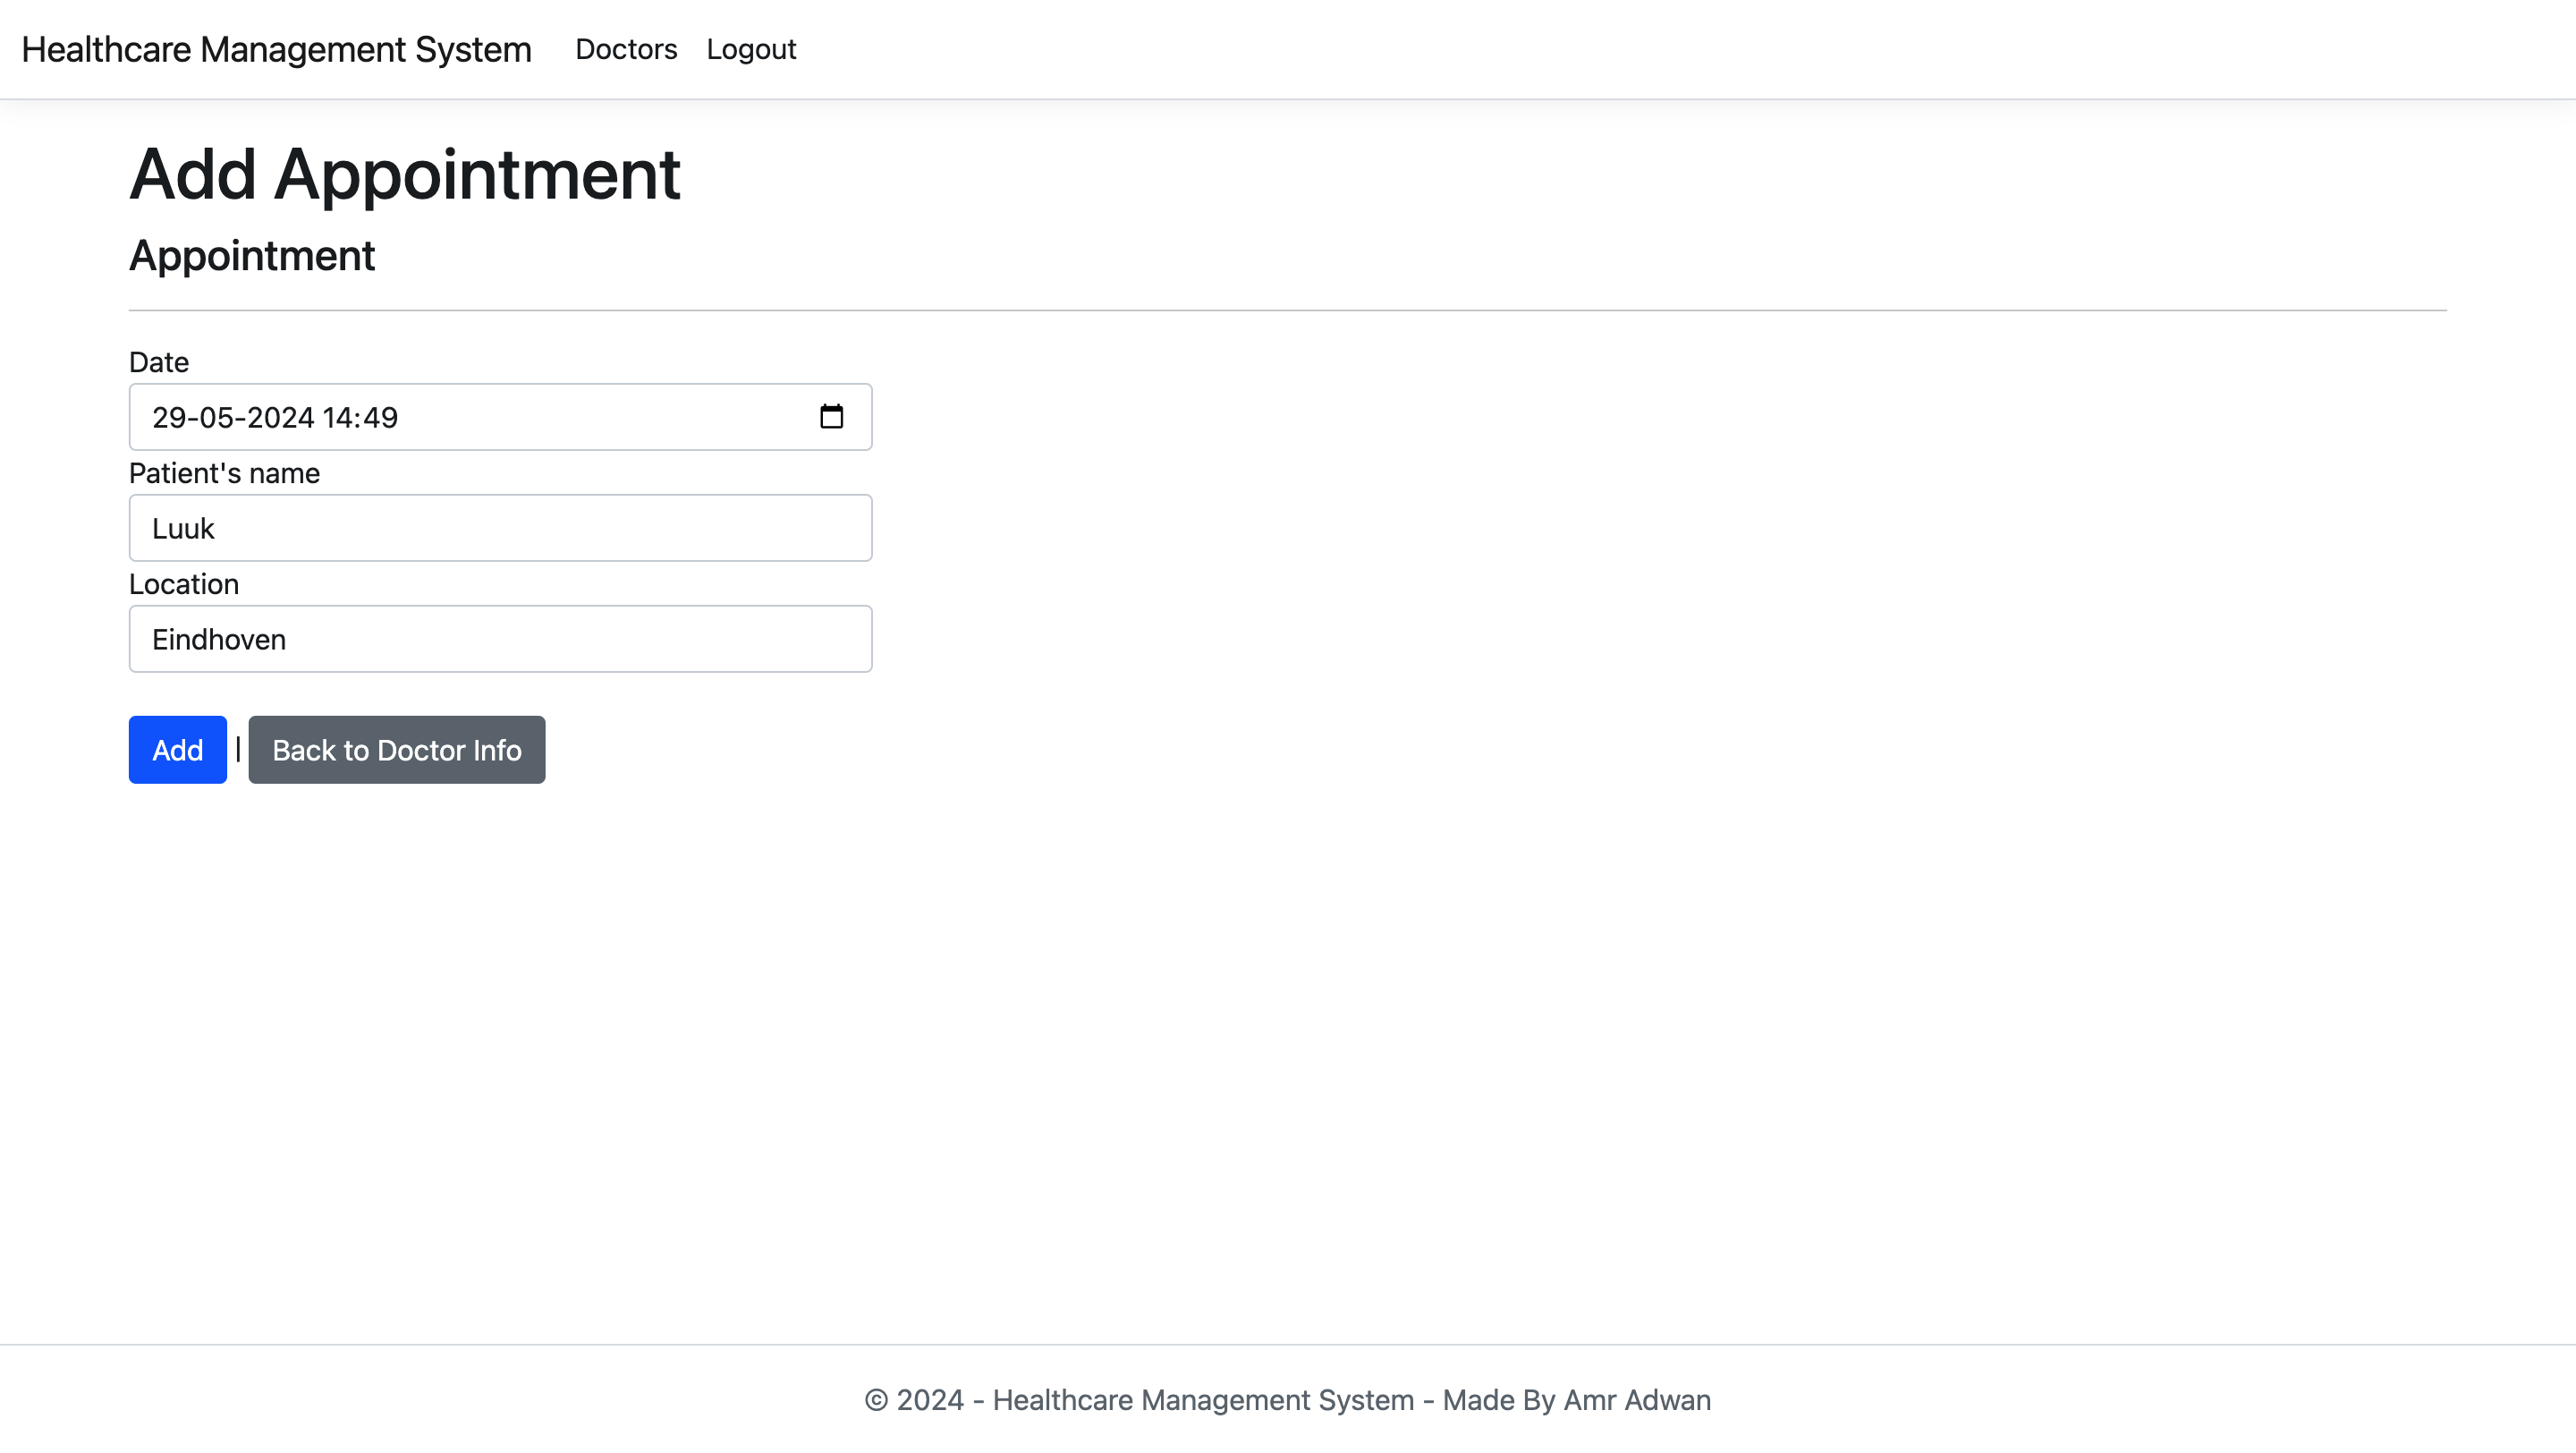 Healthcare Management System Doctors Logout
Add Appointment
Appointment
Date
29-05-2024 14:49
Patient's name
Luuk
Location
Eindhoven
Add | Back to Doctor Info
© 2024 - Healthcare Management System - Made By Amr Adwan